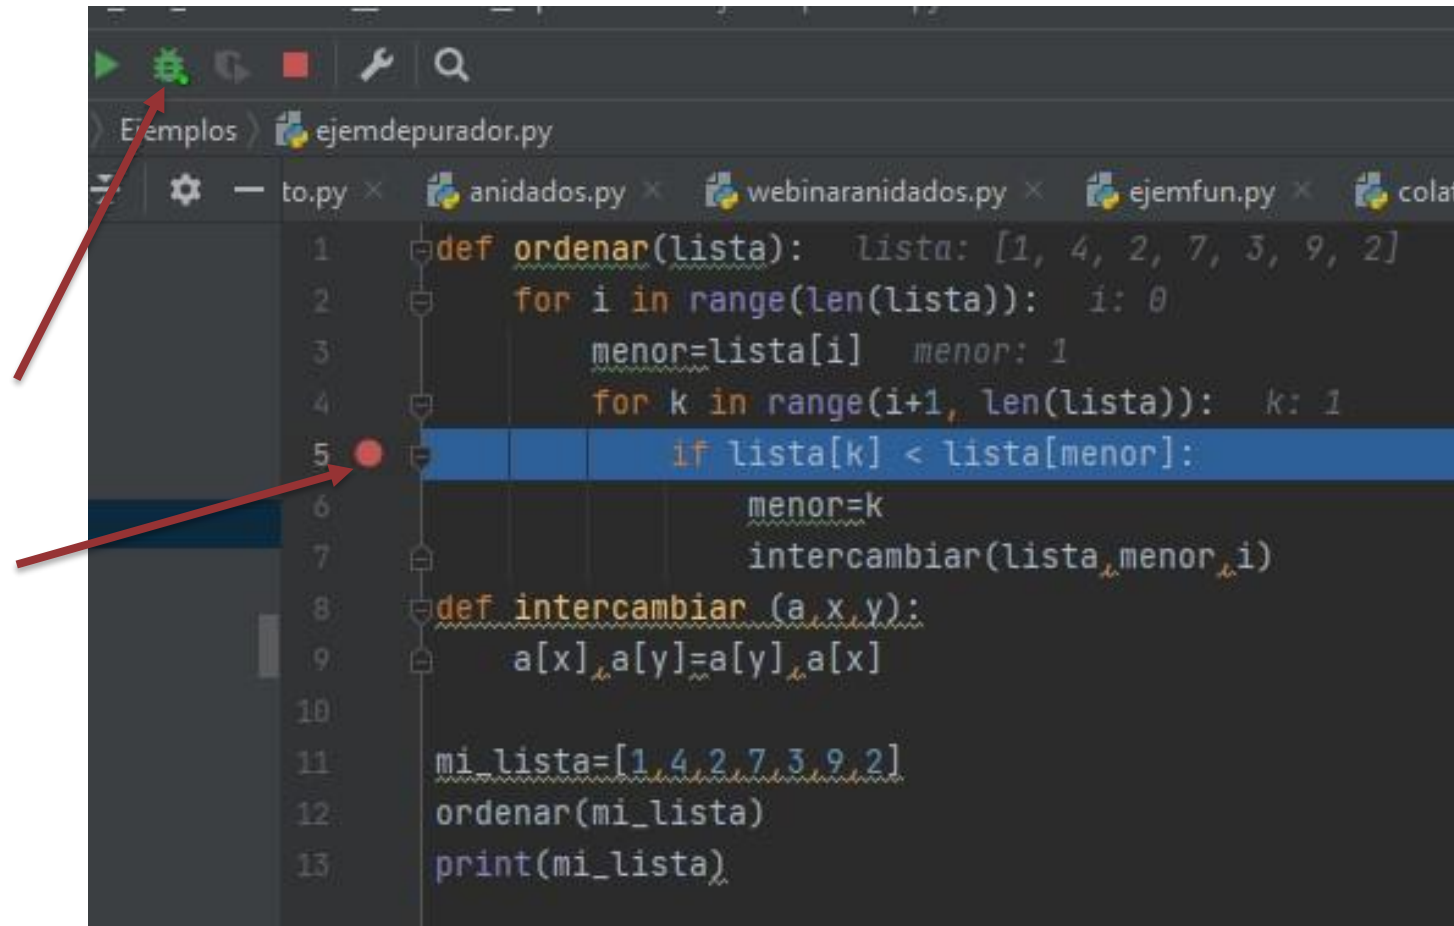 Ejemplos ejemdepurador.py
to.py anidados.py webinaranidados.py ejemfun.py
1 def ordenar(lista): lista: [1, 4, 2, 7, 3, 9, 2]
2 for i in range(len(lista)): i: 0
3 menor=lista[i] menor: 1
4 for k in range(i+1, len(lista)): k: 1
5 if lista[k] < lista[menor]:
6 menor=k
7 intercambiar(lista,menor,i)
8 def intercambiar (a,x,y):
9 a[x],a[y]=a[y],a[x]
10
11 mi_lista=[1,4,2,7,3,9,2]
12 ordenar(mi_lista)
13 print(mi_lista)